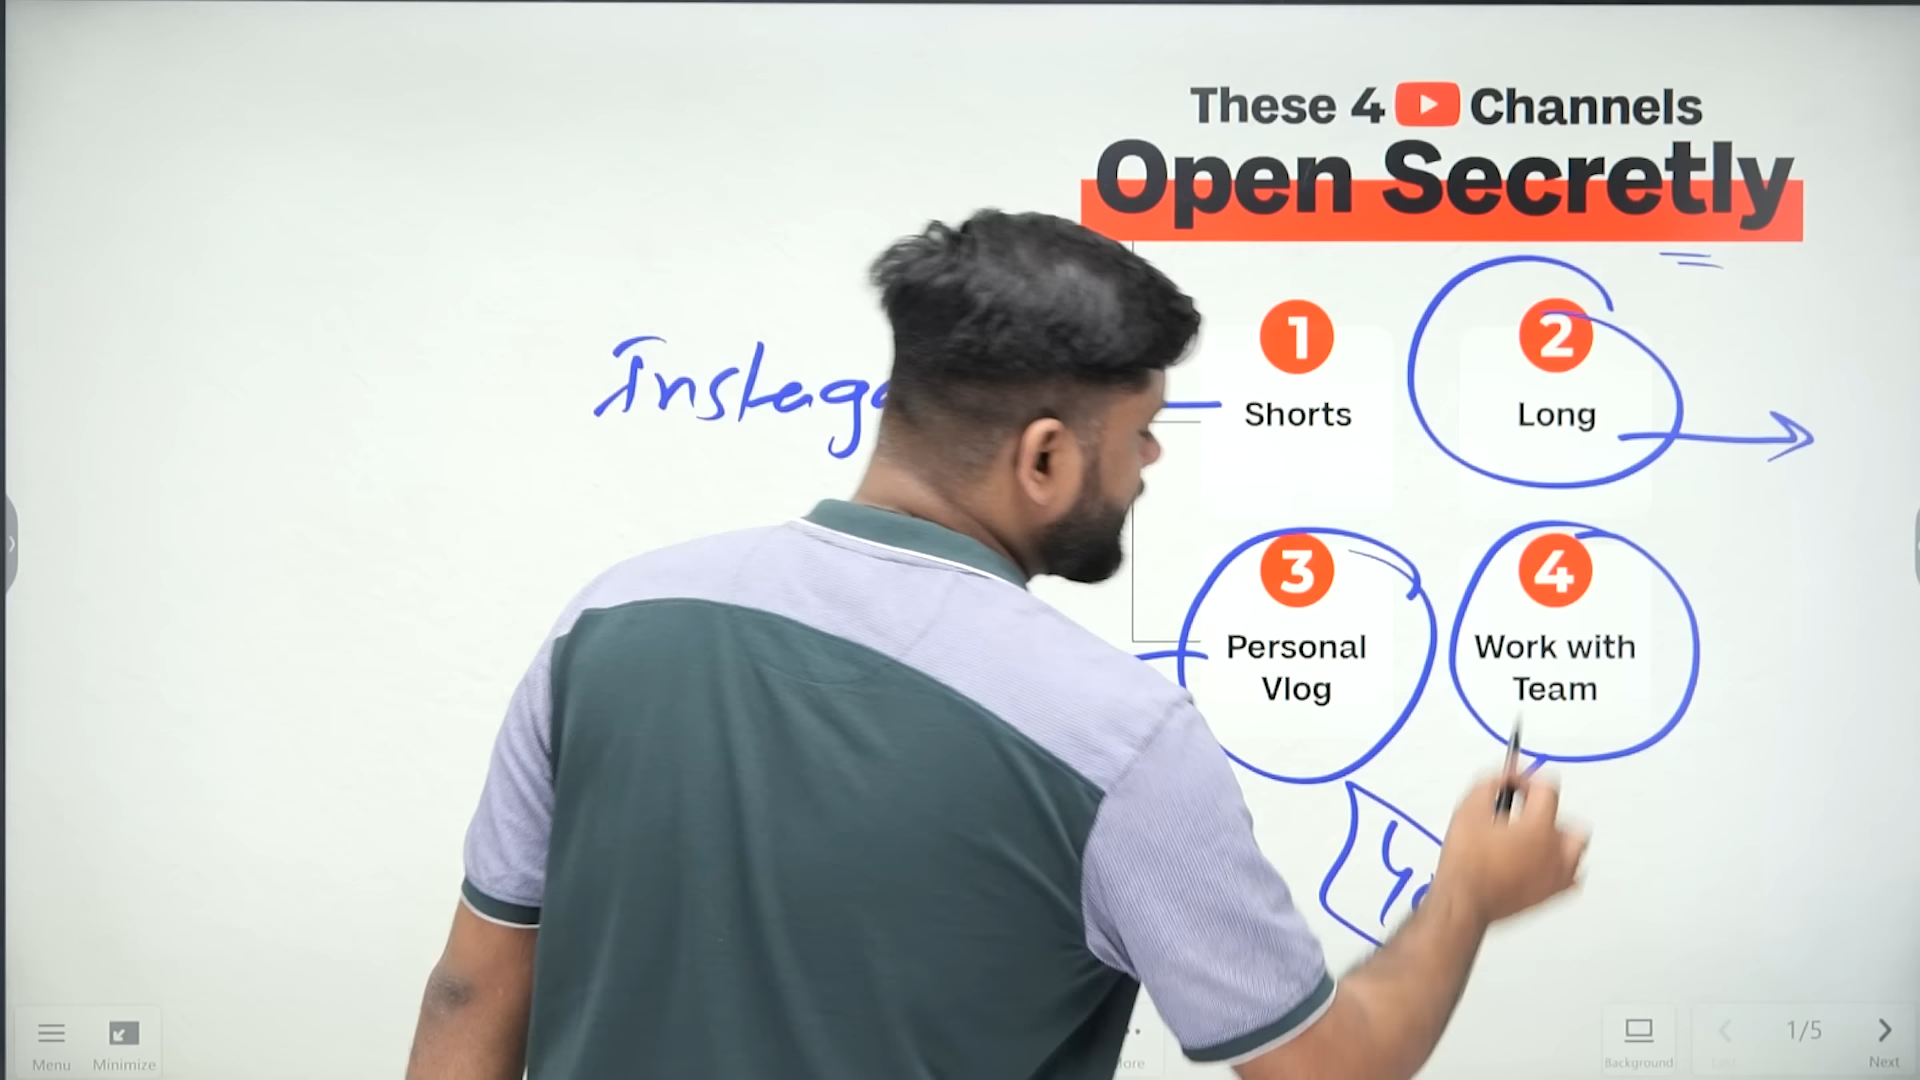 These 4 Channels
Open Secretly
1
Shorts
2
Long
3
Personal
Vlog
4
Work with
Team
Menu
Minimize
Background
1/5
Next